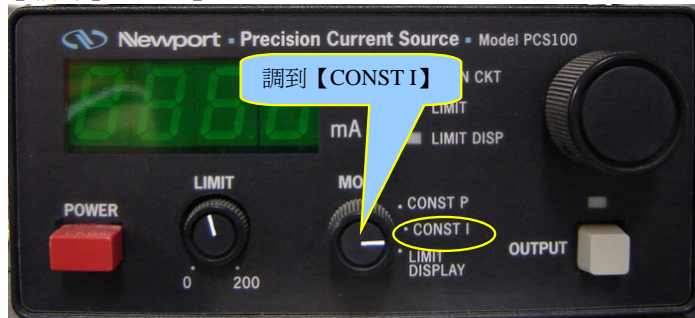 Newport - Precision Current Source - Model PCS100
調到【CONST I】
N CKT
LIMIT
mA
LIMIT DISP
LIMIT
MO
POWER
CONST P
CONST I
LIMIT
DISPLAY
OUTPUT
0 200